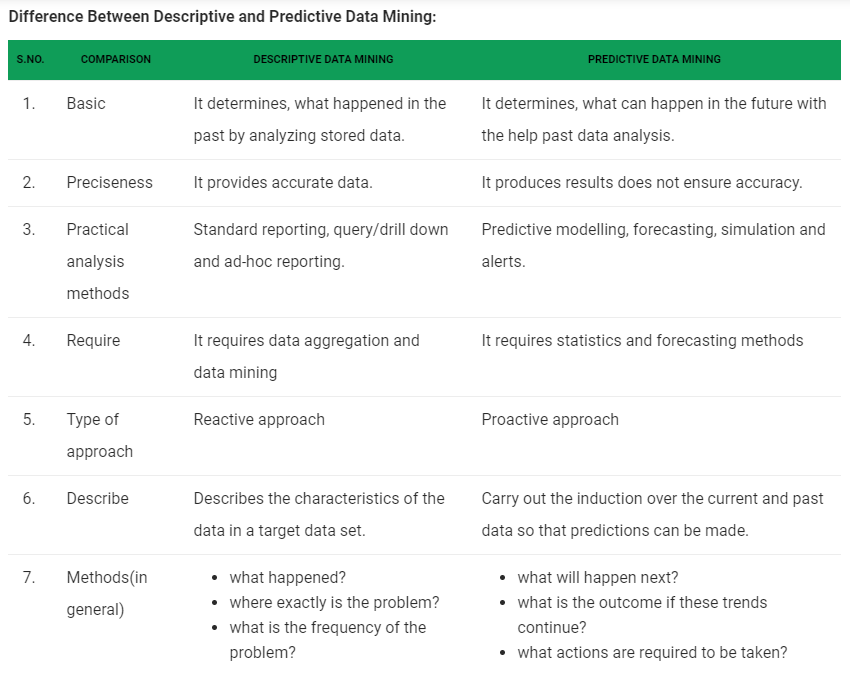 Difference Between Descriptive and Predictive Data Mining:
S.NO. COMPARISON DESCRIPTIVE DATA MINING PREDICTIVE DATA MINING
1. Basic It determines, what happened in the It determines, what can happen in the future with
past by analyzing stored data. the help past data analysis.
2. Preciseness It provides accurate data. It produces results does not ensure accuracy.
3. Practical Standard reporting, query/drill down Predictive modelling, forecasting, simulation and
analysis and ad-hoc reporting. alerts.
methods
4. Require It requires data aggregation and It requires statistics and forecasting methods
data mining
5. Type of Reactive approach Proactive approach
approach
6. Describe Describes the characteristics of the Carry out the induction over the current and past
data in a target data set. data so that predictions can be made.
7. Methods(in • what happened? • what will happen next?
general) • where exactly is the problem? • what is the outcome if these trends
• what is the frequency of the continue?
problem? • what actions are required to be taken?